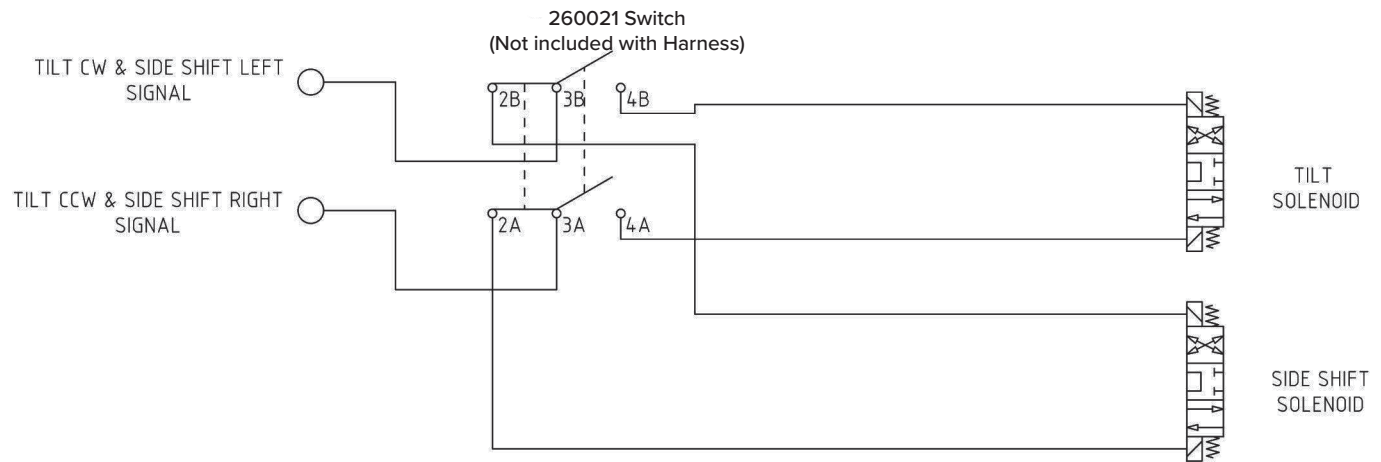 260021 Switch
(Not included with Harness)
TILT CW & SIDE SHIFT LEFT
SIGNAL
2B
3B
4B
TILT CCW & SIDE SHIFT RIGHT
SIGNAL
2A
3A
4A
TILT
SOLENOID
SIDE SHIFT
SOLENOID